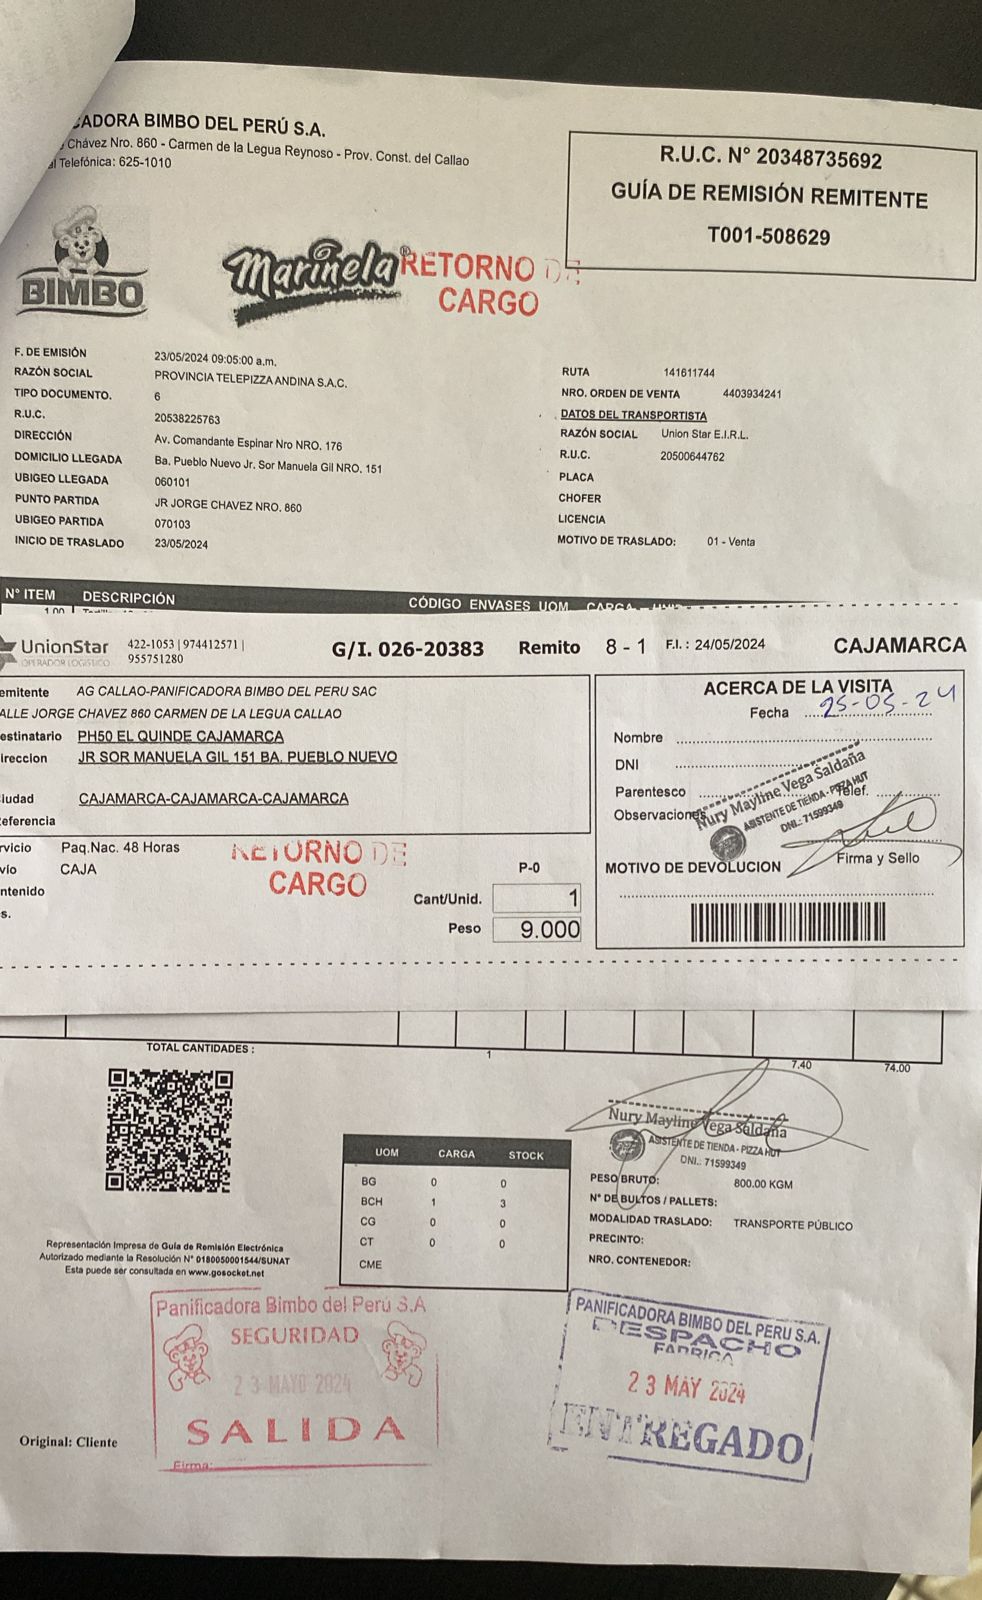 CADORA BIMBO DEL PERÚ S.A.
Chávez Nro. 860 - Carmen de la Legua Reynoso - Prov. Const. del Callao
Telefónica: 625-1010
R.U.C. N° 20348735692
GUÍA DE REMISIÓN REMITENTE
T001-508629
BIMBO
Marinela®
RETORNO DE
CARGO
F. DE EMISIÓN 23/05/2024 09:05:00 a.m.
RAZÓN SOCIAL PROVINCIA TELEPIZZA ANDINA S.A.C.
TIPO DOCUMENTO. 6
R.U.C. 20538225763
DIRECCIÓN Av. Comandante Espinar Nro NRO. 176
DOMICILIO LLEGADA Ba. Pueblo Nuevo Jr. Sor Manuela Gil NRO. 151
UBIGEO LLEGADA 060101
PUNTO PARTIDA JR JORGE CHAVEZ NRO. 860
UBIGEO PARTIDA 070103
INICIO DE TRASLADO 23/05/2024
RUTA 141611744
NRO. ORDEN DE VENTA 4403934241
DATOS DEL TRANSPORTISTA
RAZÓN SOCIAL Union Star E.I.R.L.
R.U.C. 20500644762
PLACA
CHOFER
LICENCIA
MOTIVO DE TRASLADO: 01 - Venta
N° ITEM DESCRIPCIÓN CÓDIGO ENVASES UOM CARGA
1.00
UnionStar
OPERADOR LOGISTICO
422-1053 | 974412571 |
955751280
G/I. 026-20383 Remito 8 - 1 F.I. : 24/05/2024 CAJAMARCA
emitente AG CALLAO-PANIFICADORA BIMBO DEL PERU SAC
ALLE JORGE CHAVEZ 860 CARMEN DE LA LEGUA CALLAO
estinatario PH50 EL QUINDE CAJAMARCA
ireccion JR SOR MANUELA GIL 151 BA. PUEBLO NUEVO
iudad CAJAMARCA-CAJAMARCA-CAJAMARCA
eferencia
rvicio Paq.Nac. 48 Horas
vio CAJA
ntenido
s.
RETORNO DE
CARGO
P-0
Cant/Unid. 1
Peso 9.000
ACERCA DE LA VISITA
Fecha 25-05-24
Nombre
DNI
Parentesco Telef.
Observaciones
Nury Mayline Vega Saldaña
ASISTENTE DE TIENDA - PIZZA HUT
DNI.: 71599349
MOTIVO DE DEVOLUCION Firma y Sello
TOTAL CANTIDADES : 1 7.40 74.00
Nury Mayline Vega Saldaña
ASISTENTE DE TIENDA - PIZZA HUT
DNI.: 71599349
UOM CARGA STOCK
BG 0 0
BCH 1 3
CG 0 0
CT 0 0
CME
PESO BRUTO: 800.00 KGM
N° DE BULTOS / PALLETS:
MODALIDAD TRASLADO: TRANSPORTE PÚBLICO
PRECINTO:
NRO. CONTENEDOR:
Representación Impresa de Guía de Remisión Electrónica
Autorizado mediante la Resolución N° 0180050001544/SUNAT
Esta puede ser consultada en www.gosocket.net
Panificadora Bimbo del Perú S.A
SEGURIDAD
23 MAYO 2024
SALIDA
Firma:
PANIFICADORA BIMBO DEL PERU S.A.
DESPACHO
FABRICA
23 MAY 2024
ENTREGADO
Original: Cliente